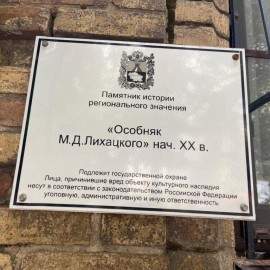 Памятник истории
регионального значения
«Особняк
М.Д.Лихацкого» нач. XX в.
Подлежит государственной охране
Лица, причинившие вред объекту культурного наследия
несут в соответствии с законодательством Российской Федерации
уголовную, административную и иную ответственность